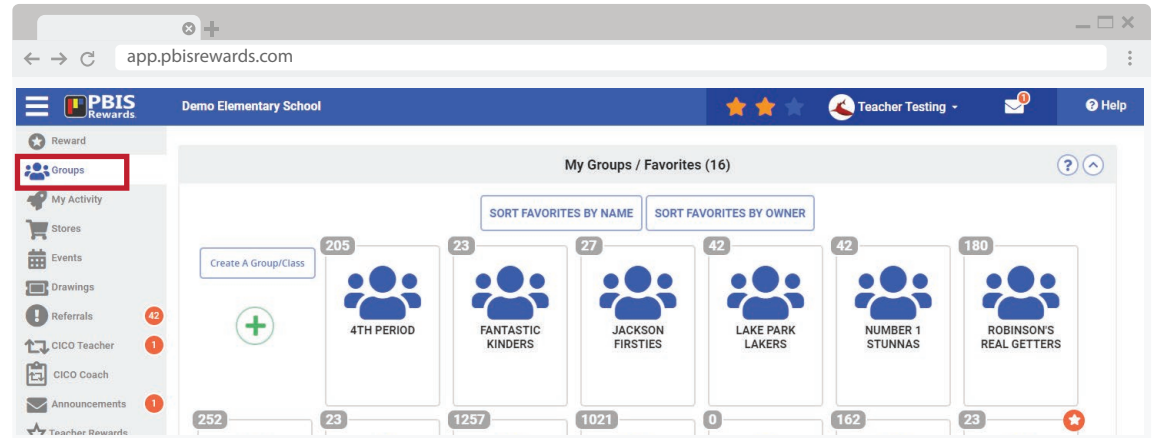 app.pbisrewards.com
PBIS
Rewards
Demo Elementary School
Teacher Testing
1
? Help
Reward
Groups
My Activity
Stores
Events
Drawings
Referrals
42
CICO Teacher
1
CICO Coach
Announcements
1
Teacher Rewards
My Groups / Favorites (16)
?
SORT FAVORITES BY NAME
SORT FAVORITES BY OWNER
Create A Group/Class
205
4TH PERIOD
23
FANTASTIC
KINDERS
27
JACKSON
FIRSTIES
42
LAKE PARK
LAKERS
42
NUMBER 1
STUNNAS
180
ROBINSON'S
REAL GETTERS
252
23
1257
1021
0
162
23